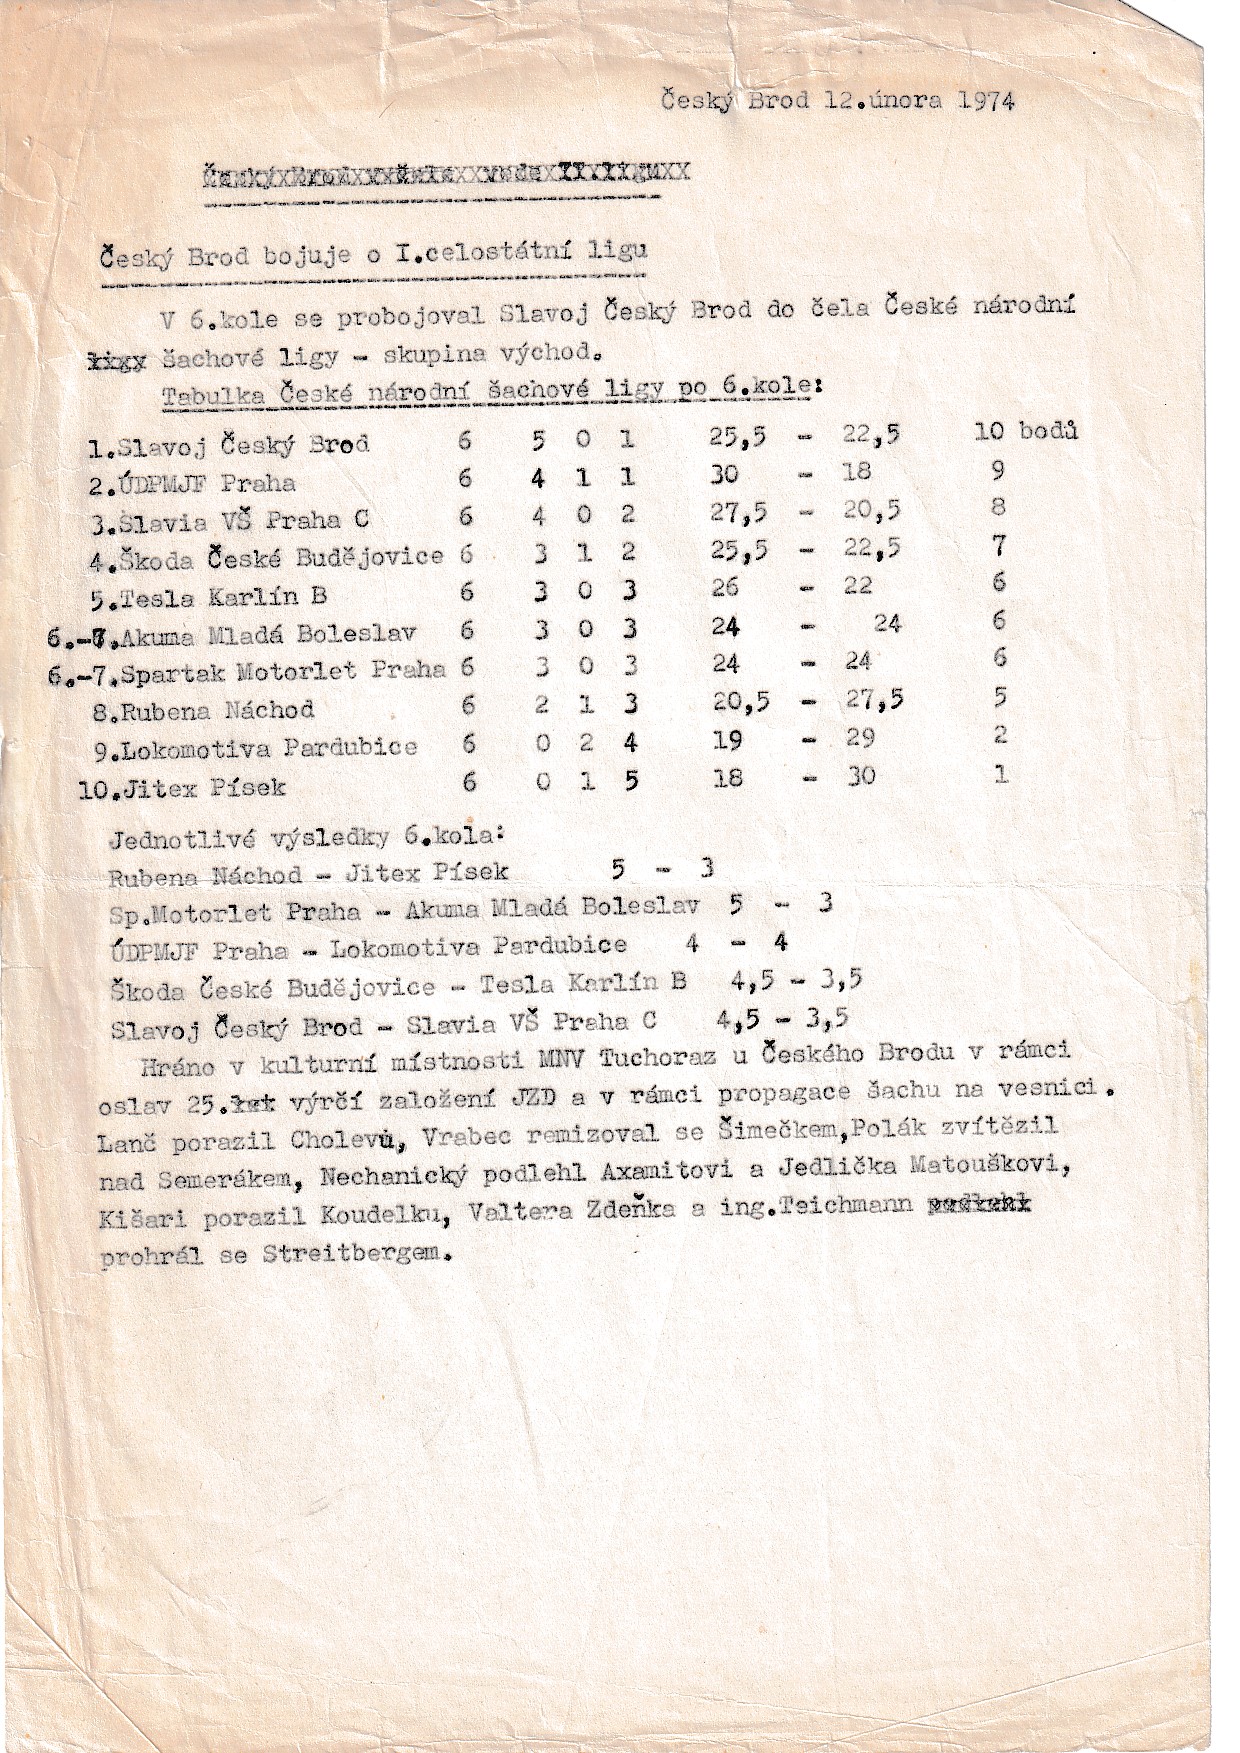 Český Brod 12.února 1974
Český Brod bojuje o I.celostátní ligu
V 6.kole se probojoval Slavoj Český Brod do čela České národní
ligy šachové ligy - skupina východ.
Tabulka České národní šachové ligy po 6.kole:
1.Slavoj Český Brod 6 5 0 1 25,5 - 22,5 10 bodů
2.ÚDPMJF Praha 6 4 1 1 30 - 18 9
3.Slavia VŠ Praha C 6 4 0 2 27,5 - 20,5 8
4.Škoda České Budějovice 6 3 1 2 25,5 - 22,5 7
5.Tesla Karlín B 6 3 0 3 26 - 22 6
6.-7.Akuma Mladá Boleslav 6 3 0 3 24 - 24 6
6.-7.Spartak Motorlet Praha 6 3 0 3 24 - 24 6
8.Rubena Náchod 6 2 1 3 20,5 - 27,5 5
9.Lokomotiva Pardubice 6 0 2 4 19 - 29 2
10.Jitex Písek 6 0 1 5 18 - 30 1
Jednotlivé výsledky 6.kola:
Rubena Náchod - Jitex Písek 5 - 3
Sp.Motorlet Praha - Akuma Mladá Boleslav 5 - 3
ÚDPMJF Praha - Lokomotiva Pardubice 4 - 4
Škoda České Budějovice - Tesla Karlín B 4,5 - 3,5
Slavoj Český Brod - Slavia VŠ Praha C 4,5 - 3,5
Hráno v kulturní místnosti MNV Tuchoraz u Českého Brodu v rámci
oslav 25. výrčí založení JZD a v rámci propagace šachu na vesnici.
Lanč porazil Cholevů, Vrabec remizoval se Šimečkem,Polák zvítězil
nad Semerákem, Nechanický podlehl Axamitovi a Jedlička Matouškovi,
Kišari porazil Koudelku, Valtera Zdeňka a ing.Teichmann podlehl
prohrál se Streitbergem.